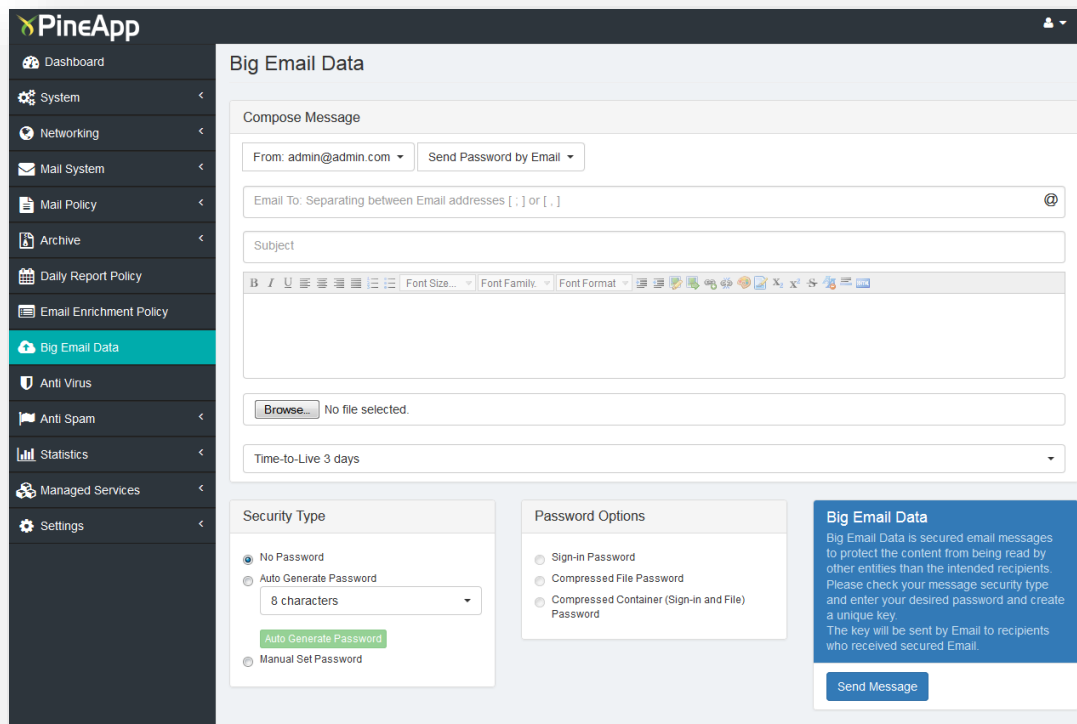 PineApp
Dashboard
System
Networking
Mail System
Mail Policy
Archive
Daily Report Policy
Email Enrichment Policy
Big Email Data
Anti Virus
Anti Spam
Statistics
Managed Services
Settings
Big Email Data
Compose Message
From: admin@admin.com
Send Password by Email
Email To: Separating between Email addresses [ ; ] or [ , ]
@
Subject
B I U Font Size... Font Family. Font Format X₂ X² S
Browse... No file selected.
Time-to-Live 3 days
Security Type
No Password
Auto Generate Password
8 characters
Auto Generate Password
Manual Set Password
Password Options
Sign-in Password
Compressed File Password
Compressed Container (Sign-in and File)
Password
Big Email Data
Big Email Data is secured email messages
to protect the content from being read by
other entities than the intended recipients.
Please check your message security type
and enter your desired password and create
a unique key.
The key will be sent by Email to recipients
who received secured Email.
Send Message